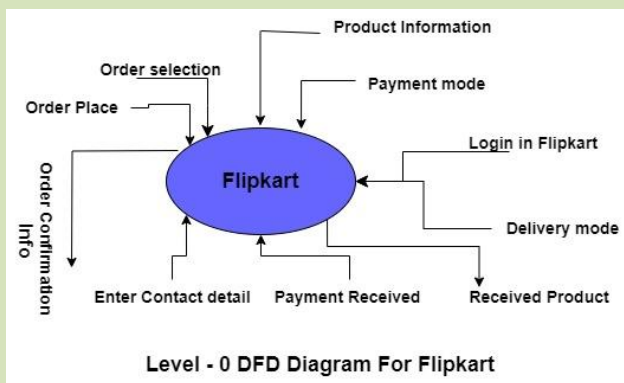 Product Information
Order selection
Payment mode
Order Place
Login in Flipkart
Flipkart
Order Confirmation
Info
Delivery mode
Enter Contact detail
Payment Received
Received Product
Level - 0 DFD Diagram For Flipkart